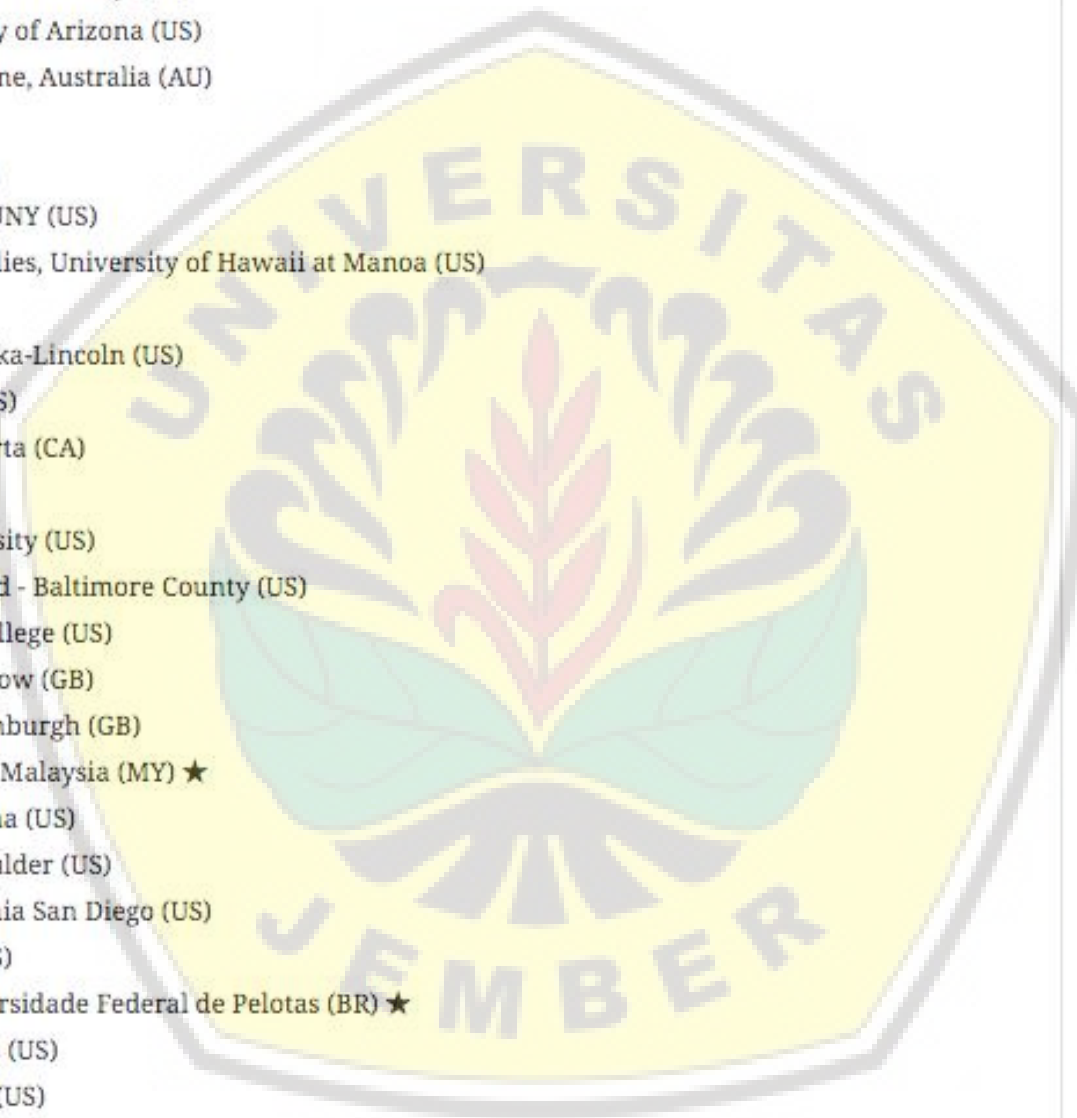 y of Arizona (US)
ne, Australia (AU)
UNIVERSITAS
NY (US)
lies, University of Hawaii at Manoa (US)
ka-Lincoln (US)
S)
rta (CA)
sity (US)
d - Baltimore County (US)
llege (US)
ow (GB)
nburgh (GB)
Malaysia (MY) ★
na (US)
ulder (US)
nia San Diego (US)
S)
JEMBER
rsidade Federal de Pelotas (BR) ★
(US)
(US)